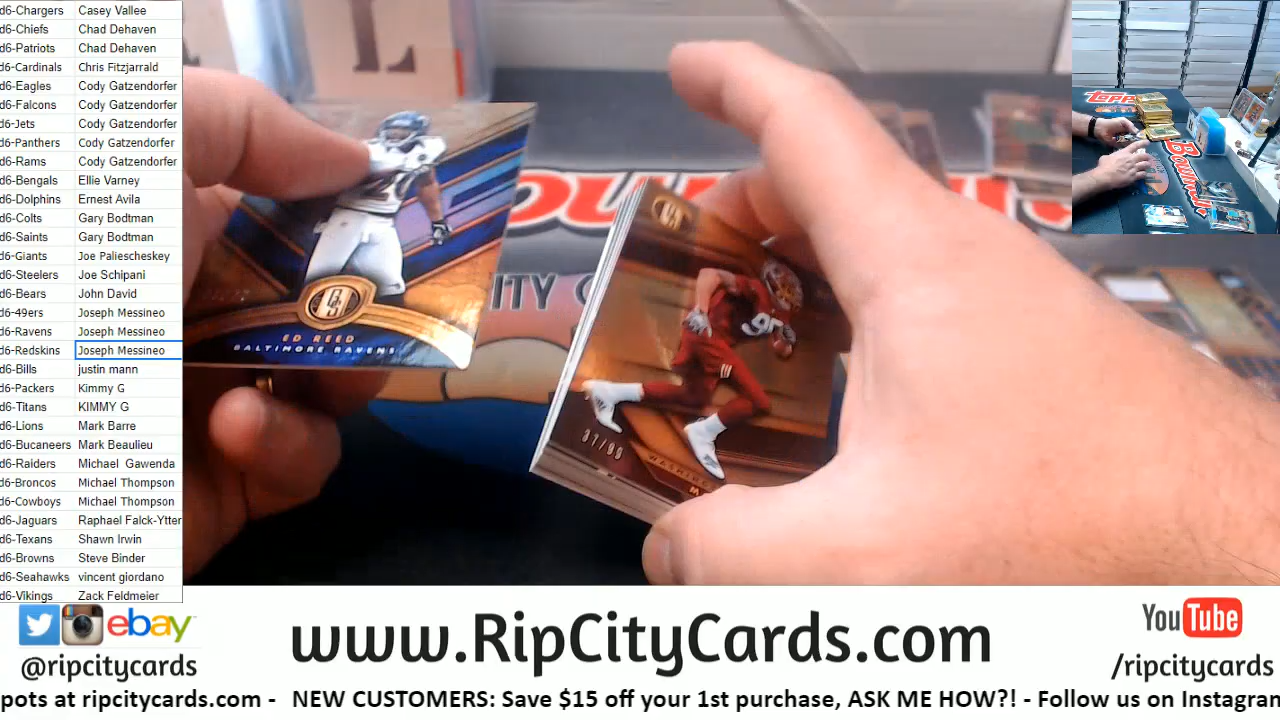 d6-Chargers Casey Vallee
d6-Chiefs Chad Dehaven
d6-Patriots Chad Dehaven
d6-Cardinals Chris Fitzjarrald
d6-Eagles Cody Gatzendorfer
d6-Falcons Cody Gatzendorfer
d6-Jets Cody Gatzendorfer
d6-Panthers Cody Gatzendorfer
d6-Rams Cody Gatzendorfer
d6-Bengals Ellie Varney
d6-Dolphins Ernest Avila
d6-Colts Gary Bodtman
d6-Saints Gary Bodtman
d6-Giants Joe Paliescheskey
d6-Steelers Joe Schipani
d6-Bears John David
d6-49ers Joseph Messineo
d6-Ravens Joseph Messineo
d6-Redskins Joseph Messineo
d6-Bills justin mann
d6-Packers Kimmy G
d6-Titans KIMMY G
d6-Lions Mark Barre
d6-Bucaneers Mark Beaulieu
d6-Raiders Michael Gawenda
d6-Broncos Michael Thompson
d6-Cowboys Michael Thompson
d6-Jaguars Raphael Falck-Ytter
d6-Texans Shawn Irwin
d6-Browns Steve Binder
d6-Seahawks vincent giordano
d6-Vikings Zack Feldmeier
L
20
GS
ED REED
BALTIMORE RAVENS
ITY C
GS
90
37/99
WASHING
M
Topps
Bowman
ebay
@ripcitycards
www.RipCityCards.com
YouTube
/ripcitycards
pots at ripcitycards.com - NEW CUSTOMERS: Save $15 off your 1st purchase, ASK ME HOW?! - Follow us on Instagran